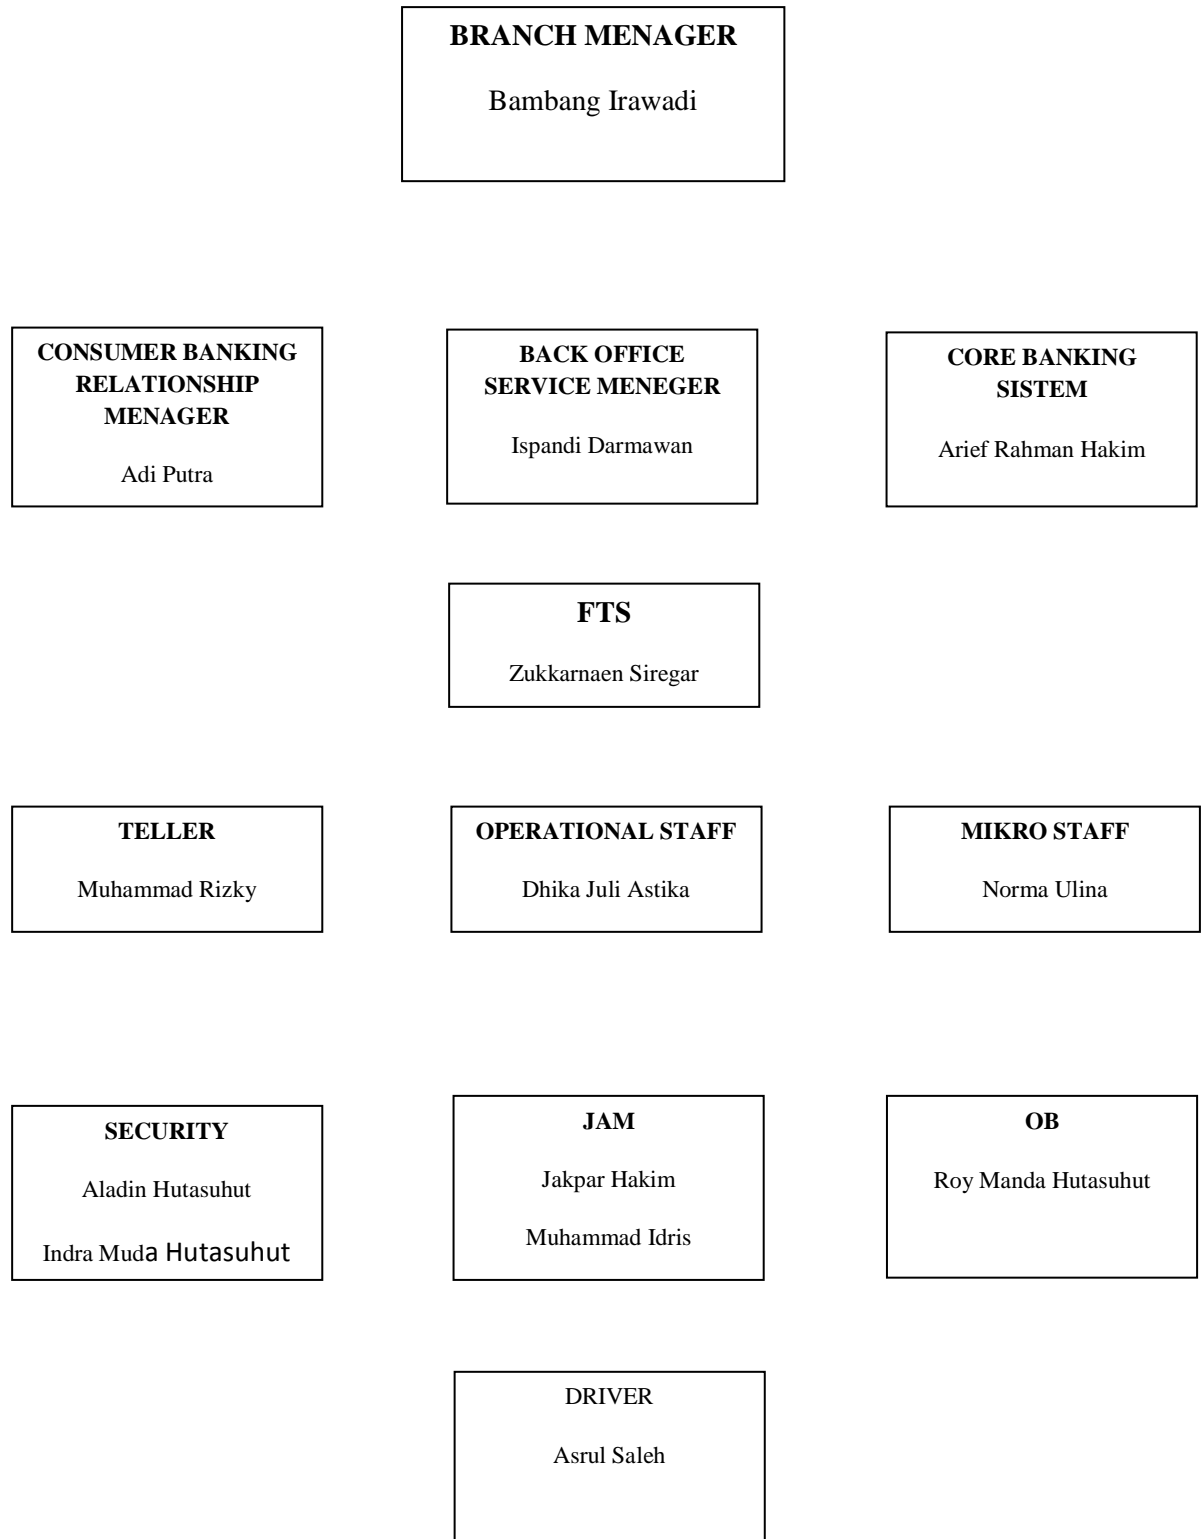 BRANCH MENAGER
Bambang Irawadi
CONSUMER BANKING
RELATIONSHIP
MENAGER
Adi Putra
BACK OFFICE
SERVICE MENEGER
Ispandi Darmawan
CORE BANKING
SISTEM
Arief Rahman Hakim
FTS
Zukkarnaen Siregar
TELLER
Muhammad Rizky
OPERATIONAL STAFF
Dhika Juli Astika
MIKRO STAFF
Norma Ulina
SECURITY
Aladin Hutasuhut
Indra Muda Hutasuhut
JAM
Jakpar Hakim
Muhammad Idris
OB
Roy Manda Hutasuhut
DRIVER
Asrul Saleh